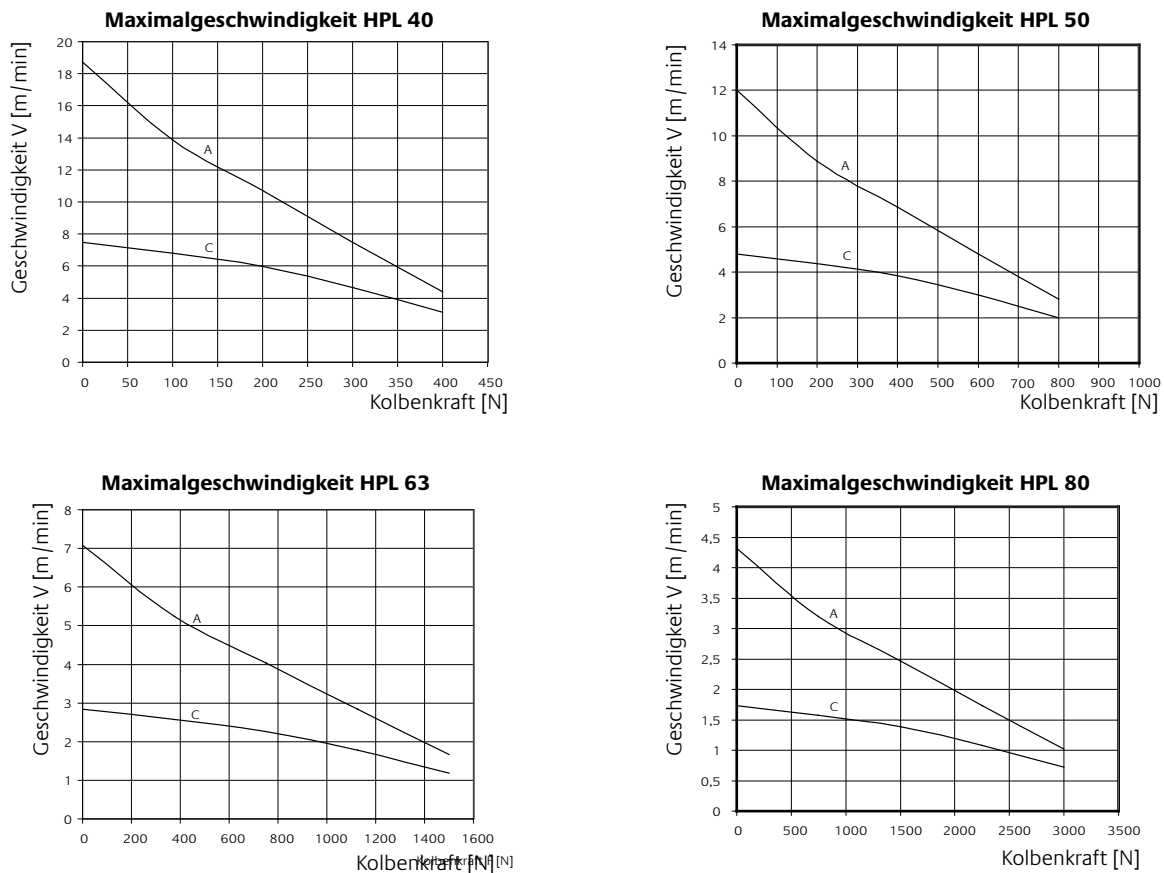 Maximalgeschwindigkeit HPL 40
Geschwindigkeit V [m/min]
20
18
16
14
12
10
8
6
4
2
0
A
C
0 50 100 150 200 250 300 350 400 450
Kolbenkraft [N]
Maximalgeschwindigkeit HPL 50
Geschwindigkeit V [m/min]
14
12
10
8
6
4
2
0
A
C
0 100 200 300 400 500 600 700 800 900 1000
Kolbenkraft [N]
Maximalgeschwindigkeit HPL 63
Geschwindigkeit V [m/min]
8
7
6
5
4
3
2
1
0
A
C
0 200 400 600 800 1000 1200 1400 1600
Kolbenkraft [N]
Maximalgeschwindigkeit HPL 80
Geschwindigkeit V [m/min]
5
4,5
4
3,5
3
2,5
2
1,5
1
0,5
0
A
C
0 500 1000 1500 2000 2500 3000 3500
Kolbenkraft [N]